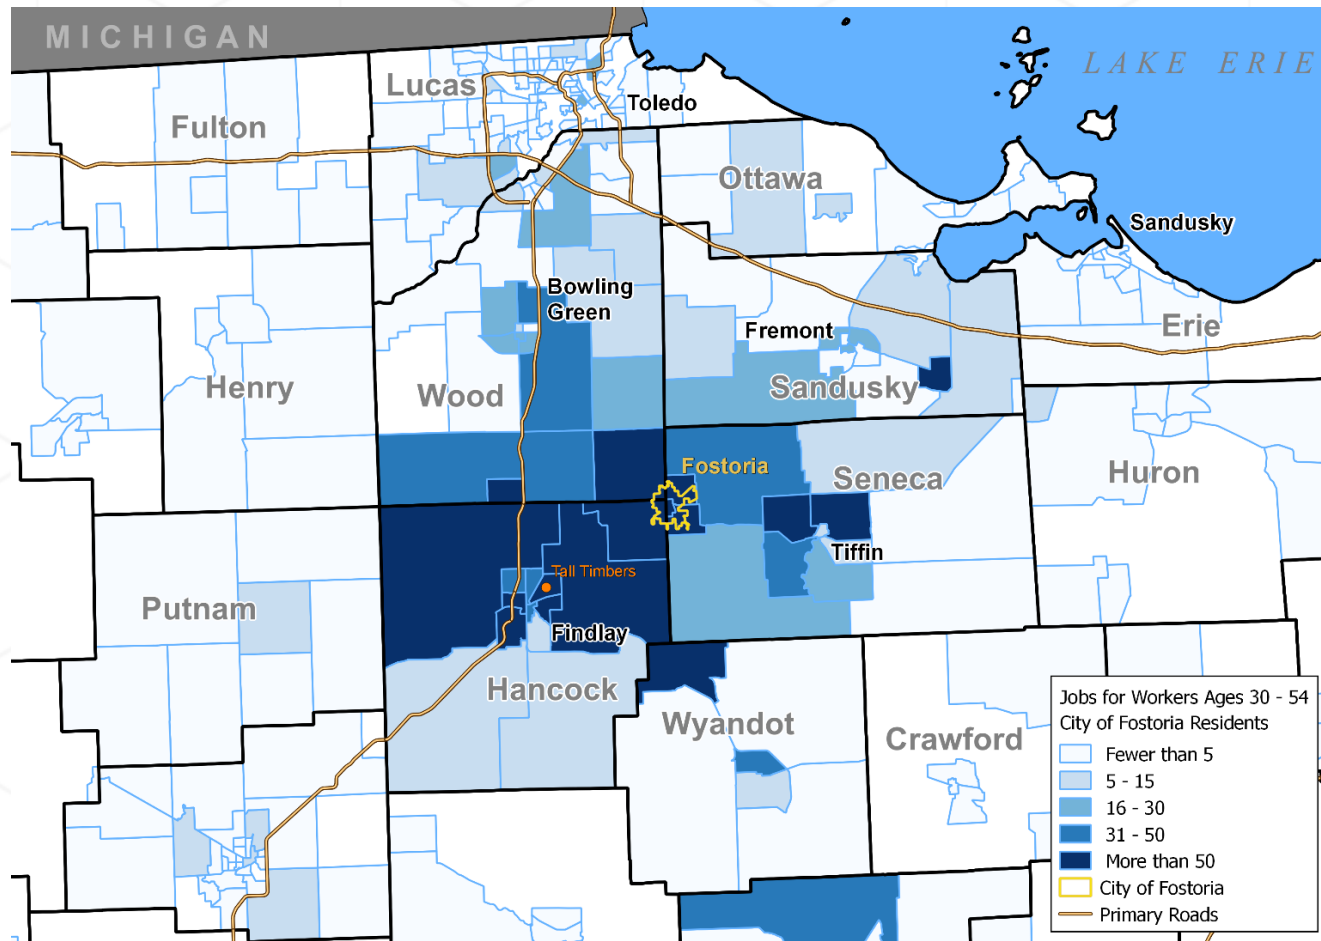 MICHIGAN
LAKE ERIE
Lucas
Toledo
Fulton
Ottawa
Sandusky
Bowling
Green
Fremont
Erie
Henry
Wood
Sandusky
Fostoria
Seneca
Huron
Tiffin
Tall Timbers
Putnam
Findlay
Hancock
Wyandot
Crawford
Jobs for Workers Ages 30 - 54
City of Fostoria Residents
Fewer than 5
5 - 15
16 - 30
31 - 50
More than 50
City of Fostoria
Primary Roads